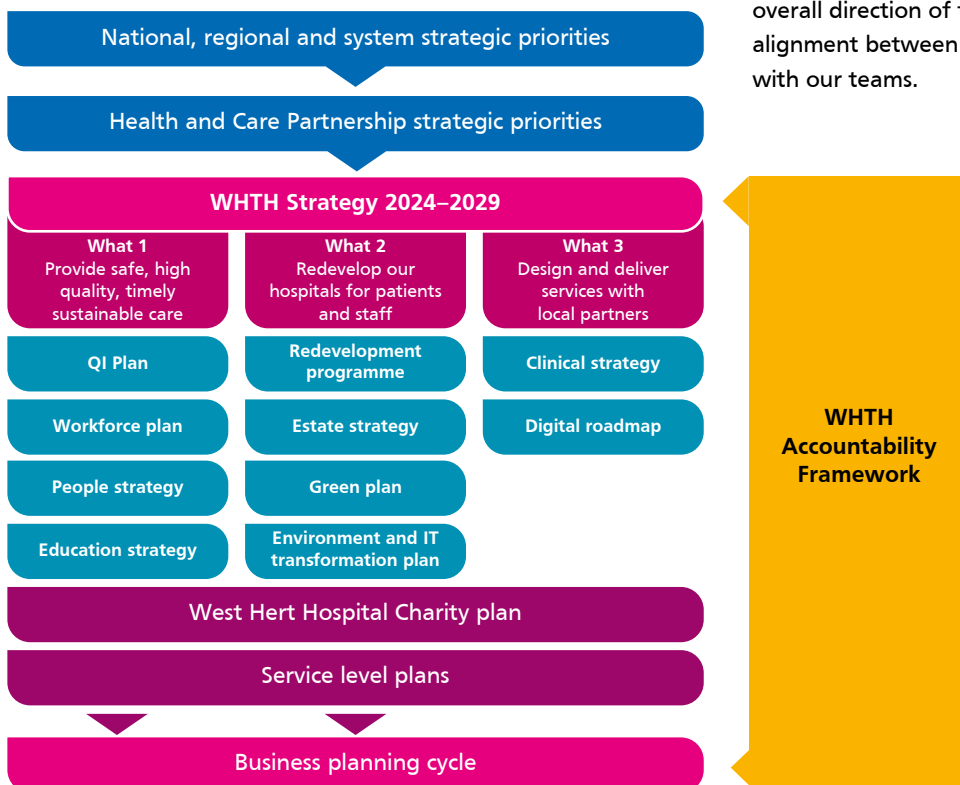 overall direction of
alignment between
with our teams.
National, regional and system strategic priorities
Health and Care Partnership strategic priorities
WHTH Strategy 2024–2029
What 1
Provide safe, high
quality, timely
sustainable care
What 2
Redevelop our
hospitals for patients
and staff
What 3
Design and deliver
services with
local partners
QI Plan
Workforce plan
People strategy
Education strategy
Redevelopment
programme
Estate strategy
Green plan
Environment and IT
transformation plan
Clinical strategy
Digital roadmap
West Hert Hospital Charity plan
Service level plans
Business planning cycle
WHTH
Accountability
Framework